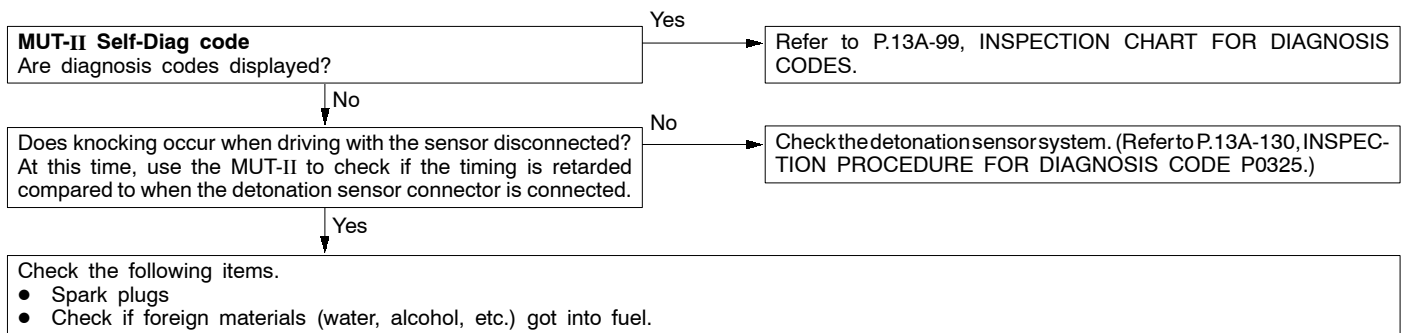 MUT-II Self-Diag code
Are diagnosis codes displayed?
Yes
Refer to P.13A-99, INSPECTION CHART FOR DIAGNOSIS
CODES.
No
Does knocking occur when driving with the sensor disconnected?
At this time, use the MUT-II to check if the timing is retarded
compared to when the detonation sensor connector is connected.
No
Check the detonation sensor system. (Refer to P.13A-130, INSPEC-
TION PROCEDURE FOR DIAGNOSIS CODE P0325.)
Yes
Check the following items.
● Spark plugs
● Check if foreign materials (water, alcohol, etc.) got into fuel.